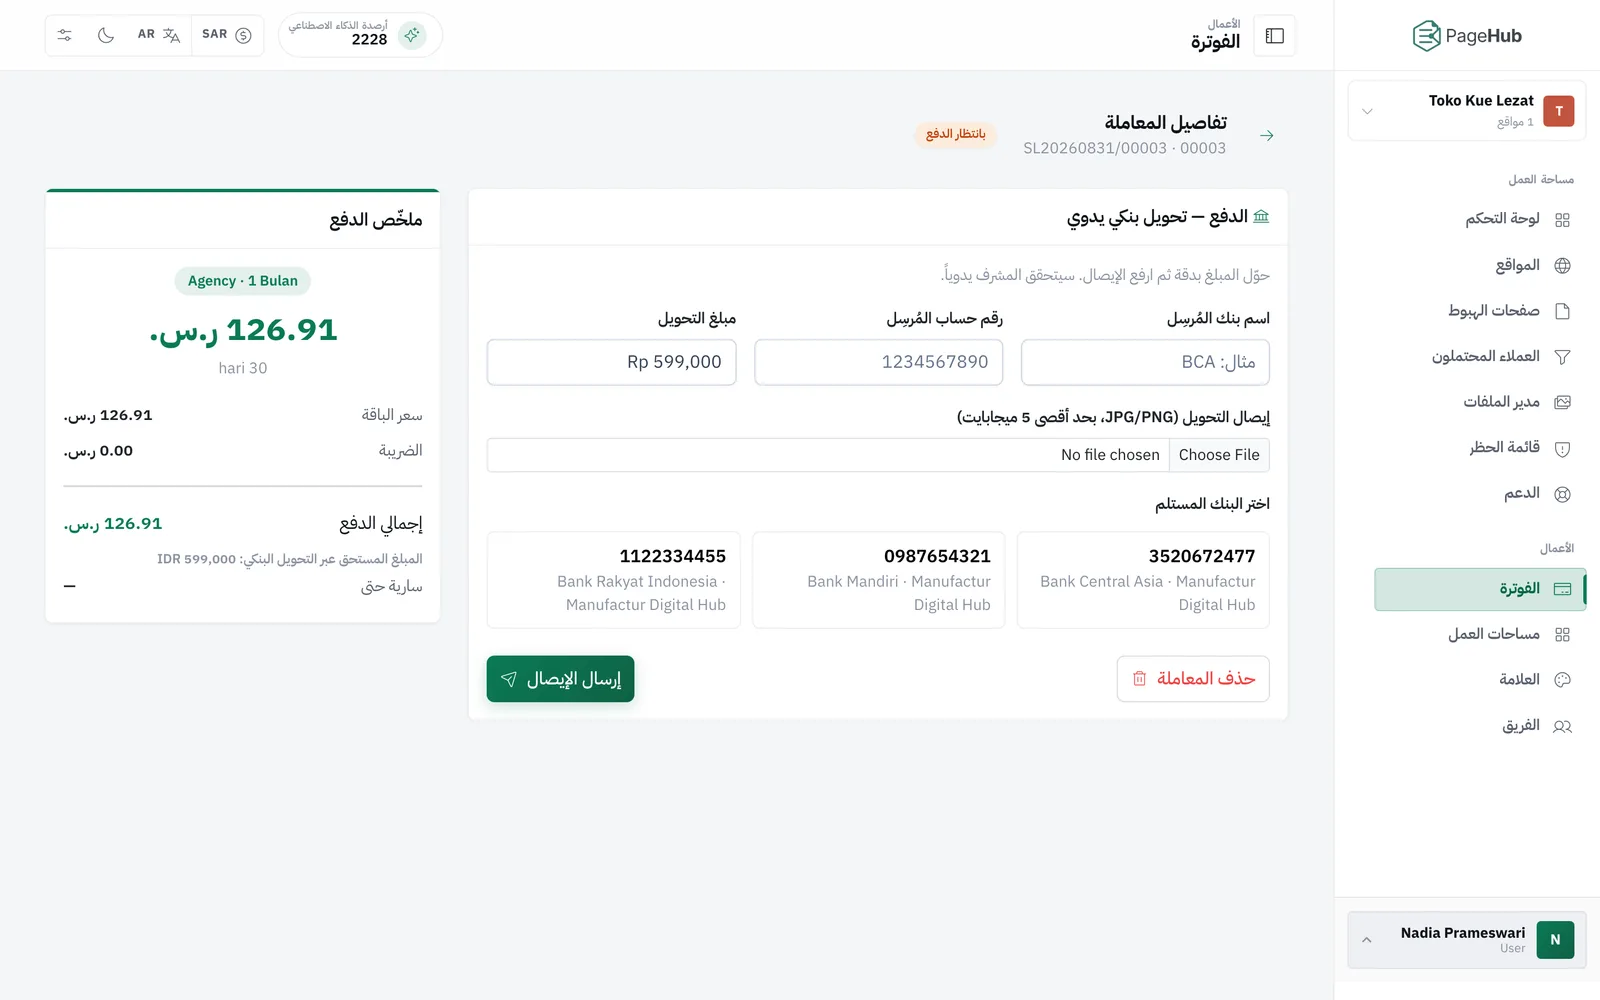 PageHub
T
Toko Kue Lezat
1 مواقع
مساحة العمل
لوحة التحكم
المواقع
صفحات الهبوط
العملاء المحتملون
مدير الملفات
قائمة الحظر
الدعم
الأعمال
الفوترة
مساحات العمل
العلامة
الفريق
N
Nadia Prameswari
User
الأعمال
الفوترة
أرصدة الذكاء الاصطناعي
2228
SAR
AR
تفاصيل المعاملة
SL20260831/00003 · 00003
بانتظار الدفع
الدفع — تحويل بنكي يدوي
حوّل المبلغ بدقة ثم ارفع الإيصال. سيتحقق المشرف يدوياً.
اسم بنك المُرسِل
رقم حساب المُرسِل
مبلغ التحويل
مثال: BCA
1234567890
Rp 599,000
إيصال التحويل (JPG/PNG، بحد أقصى 5 ميجابايت)
Choose File
No file chosen
اختر البنك المستلم
3520672477
Bank Central Asia · Manufactur
Digital Hub
0987654321
Bank Mandiri · Manufactur
Digital Hub
1122334455
Bank Rakyat Indonesia ·
Manufactur Digital Hub
حذف المعاملة
إرسال الإيصال
ملخّص الدفع
Agency · 1 Bulan
126.91 ر.س.
hari 30
سعر الباقة
126.91 ر.س.
الضريبة
0.00 ر.س.
إجمالي الدفع
126.91 ر.س.
المبلغ المستحق عبر التحويل البنكي: IDR 599,000
سارية حتى
—